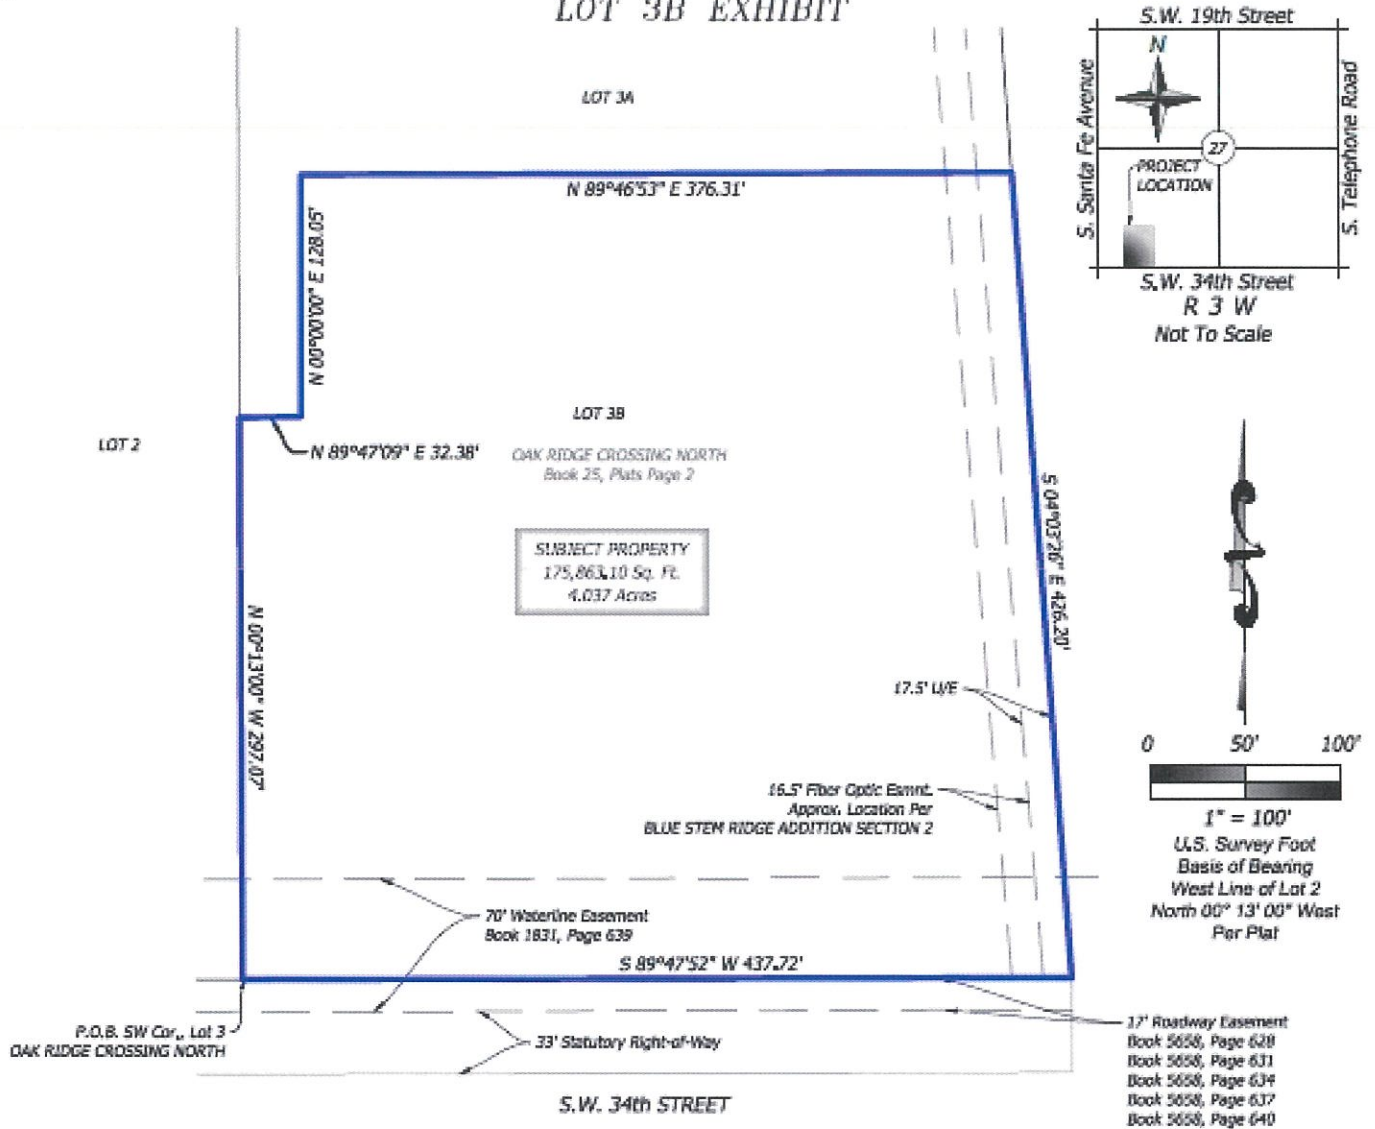 LOT 3B EXHIBIT
S.W. 19th Street
N
S. Santa Fe Avenue
S. Telephone Road
27
PROJECT
LOCATION
S.W. 34th Street
R 3 W
Not To Scale
LOT 3A
N 89°46'53" E 376.31'
N 00°00'00" E 128.05'
LOT 2
LOT 3B
N 89°47'09" E 32.38'
OAK RIDGE CROSSING NORTH
Book 25, Plats Page 2
SUBJECT PROPERTY
175,863.10 Sq. Ft.
4.037 Acres
S 04°03'26" E 426.20'
N 00°13'00" W 297.07'
17.5' U/E
16.5' Fiber Optic Esmnt.
Approx. Location Per
BLUE STEM RIDGE ADDITION SECTION 2
0 50' 100'
1" = 100'
U.S. Survey Foot
Basis of Bearing
West Line of Lot 2
North 00° 13' 00" West
Per Plat
70' Waterline Easement
Book 1831, Page 639
S 89°47'52" W 437.72'
P.O.B. SW Cor., Lot 3
OAK RIDGE CROSSING NORTH
33' Statutory Right-of-Way
17' Roadway Easement
Book 5658, Page 628
Book 5658, Page 631
Book 5658, Page 634
Book 5658, Page 637
Book 5658, Page 640
S.W. 34th STREET